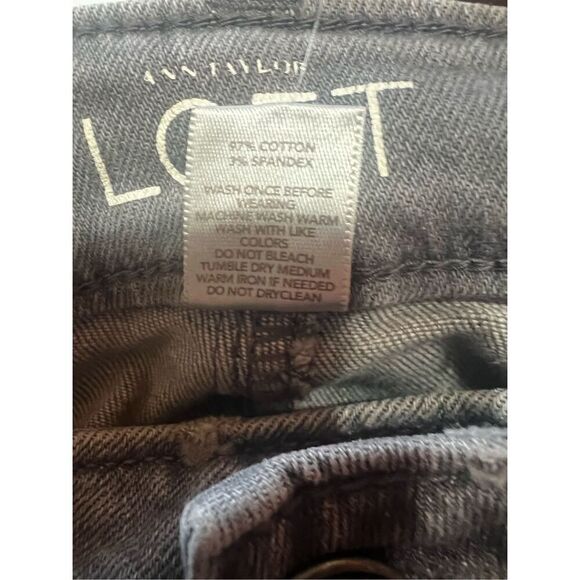 ANN TAYLOR
LOFT
97% COTTON
3% SPANDEX
WASH ONCE BEFORE
WEARING
MACHINE WASH WARM
WASH WITH LIKE
COLORS
DO NOT BLEACH
TUMBLE DRY MEDIUM
WARM IRON IF NEEDED
DO NOT DRYCLEAN